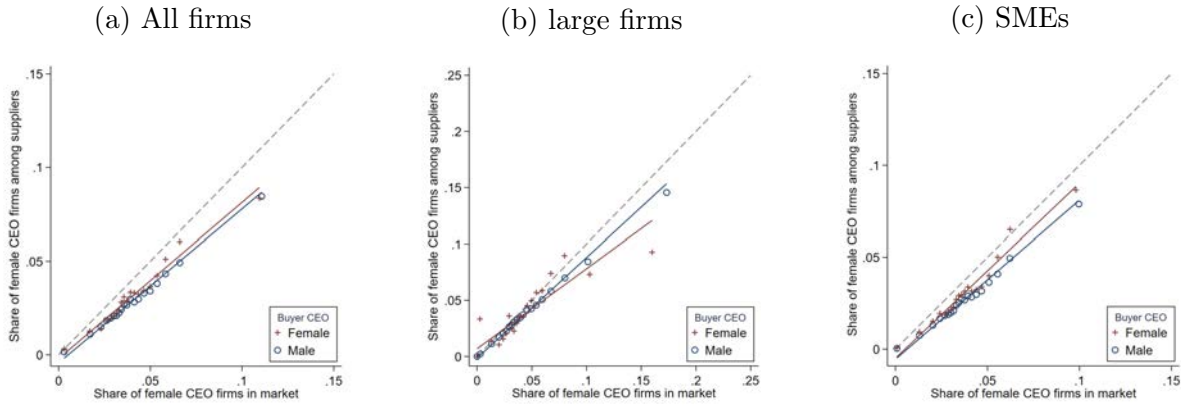 (a) All firms
Share of female CEO firms among suppliers
.15
.1
.05
0
0
.05
.1
.15
Share of female CEO firms in market
Buyer CEO
Female
Male
(b) large firms
Share of female CEO firms among suppliers
.25
.2
.15
.1
.05
0
0
.05
.1
.15
.2
.25
Share of female CEO firms in market
Buyer CEO
Female
Male
(c) SMEs
Share of female CEO firms among suppliers
.15
.1
.05
0
0
.05
.1
.15
Share of female CEO firms in market
Buyer CEO
Female
Male